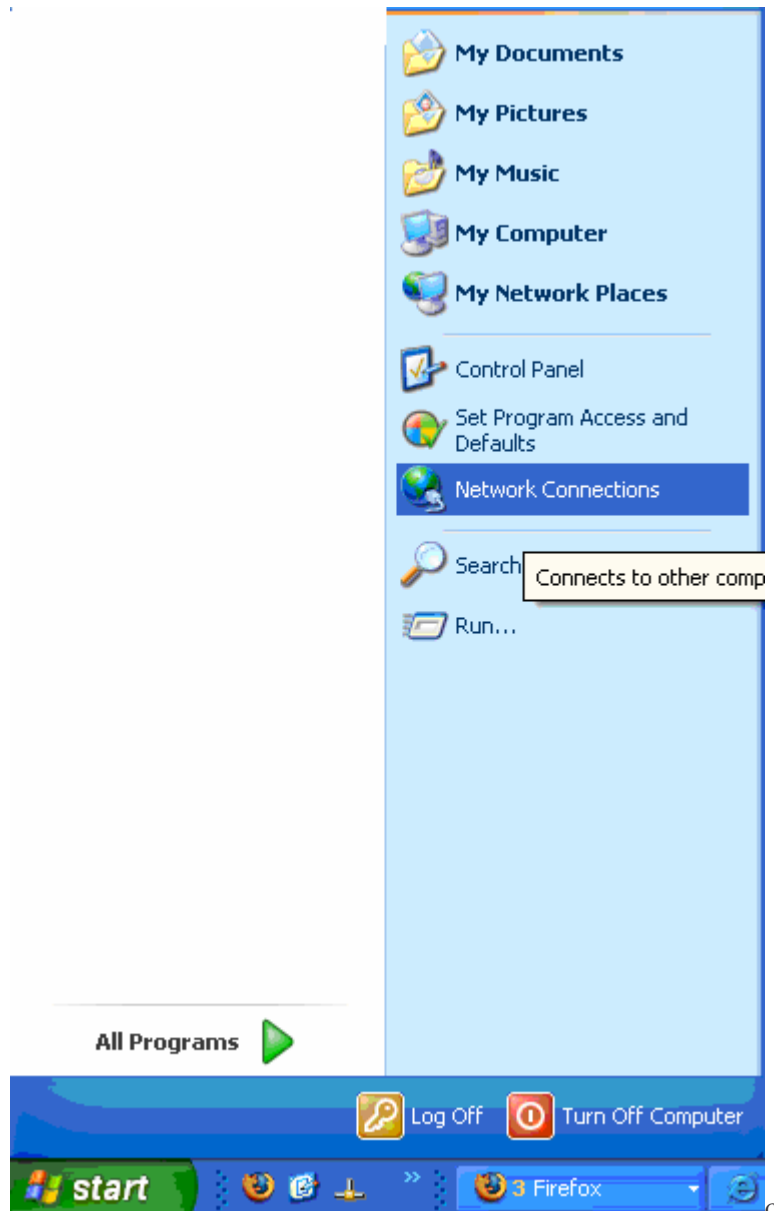 My Documents
My Pictures
My Music
My Computer
My Network Places
Control Panel
Set Program Access and
Defaults
Network Connections
Search
Connects to other comp
Run...
All Programs
Log Off
Turn Off Computer
start
»
3 Firefox